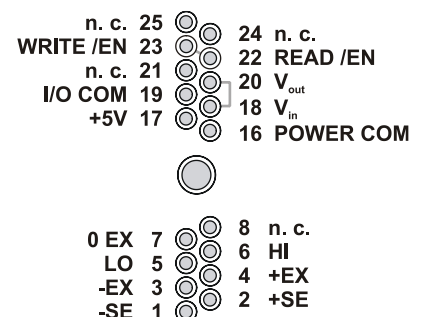 n. c. 25
24 n. c.
WRITE /EN 23
22 READ /EN
n. c. 21
20 Vout
I/O COM 19
18 Vin
+5V 17
16 POWER COM
8 n. c.
0 EX 7
6 HI
LO 5
4 +EX
-EX 3
2 +SE
-SE 1